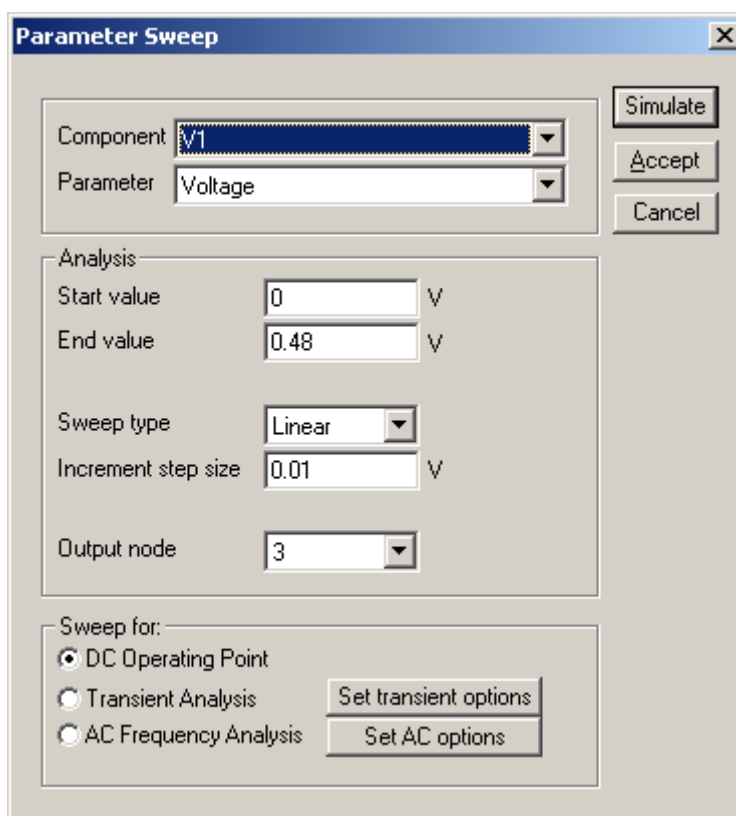 Parameter Sweep
Component V1
Parameter Voltage
Simulate
Accept
Cancel
Analysis
Start value 0 V
End value 0.48 V
Sweep type Linear
Increment step size 0.01 V
Output node 3
Sweep for:
DC Operating Point
Transient Analysis Set transient options
AC Frequency Analysis Set AC options